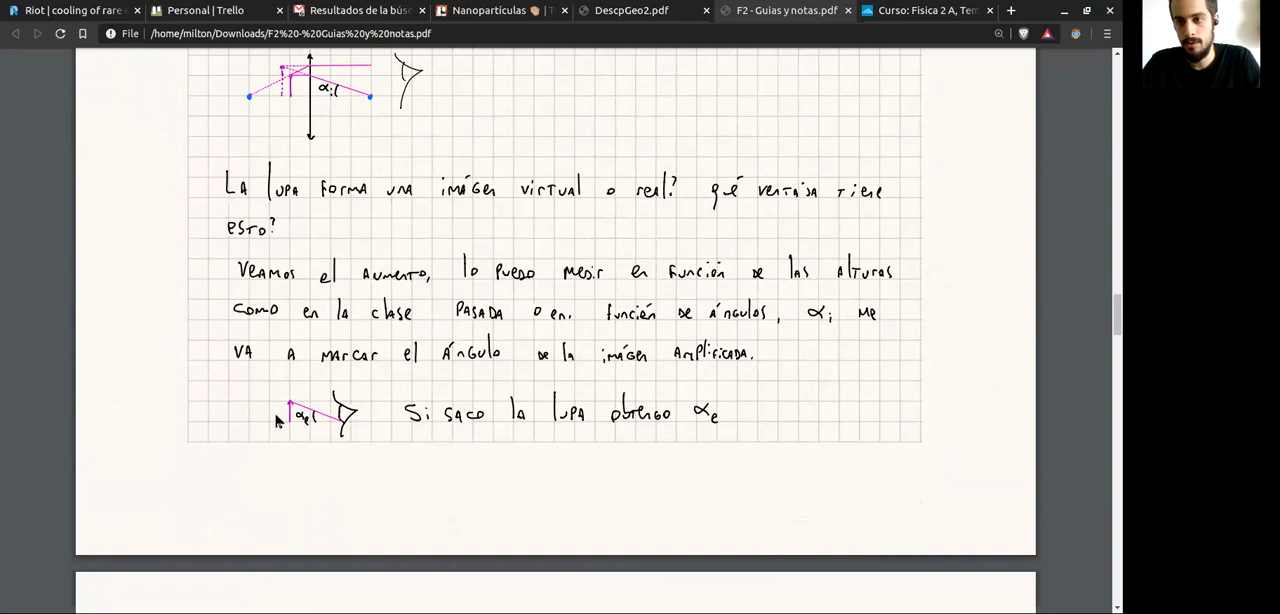 Riot | cooling of rare e
Personal | Trello
Resultados de la bús
Nanopartículas 👋🏼 | T
DescpGeo2.pdf
F2 - Guias y notas.pdf
Curso: Fisica 2 A, Tem
File /home/milton/Downloads/F2%20-%20Guias%20y%20notas.pdf
αi
LA lupa forma una imágen virtual o real? qué ventaja tiene
esto?
Veamos el aumento, lo puedo medir en función de las alturas
como en la clase pasada o en. función de ángulos, αi me
va a marcar el ángulo de la imágen amplificada.
αe Si saco la lupa obtengo αe